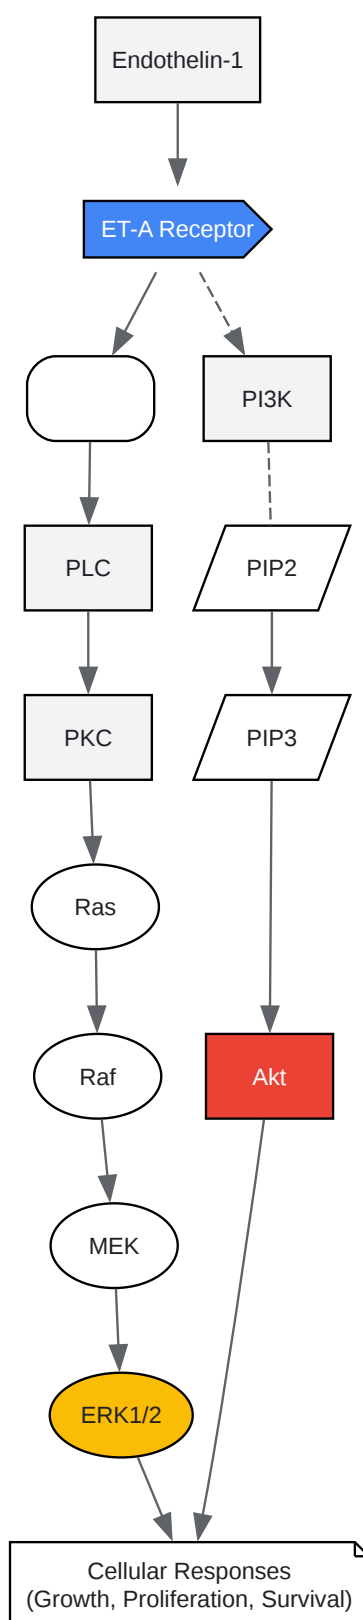 Endothelin-1
ET-A Receptor
PI3K
PLC
PIP2
PKC
PIP3
Ras
Raf
Akt
MEK
ERK1/2
Cellular Responses
(Growth, Proliferation, Survival)